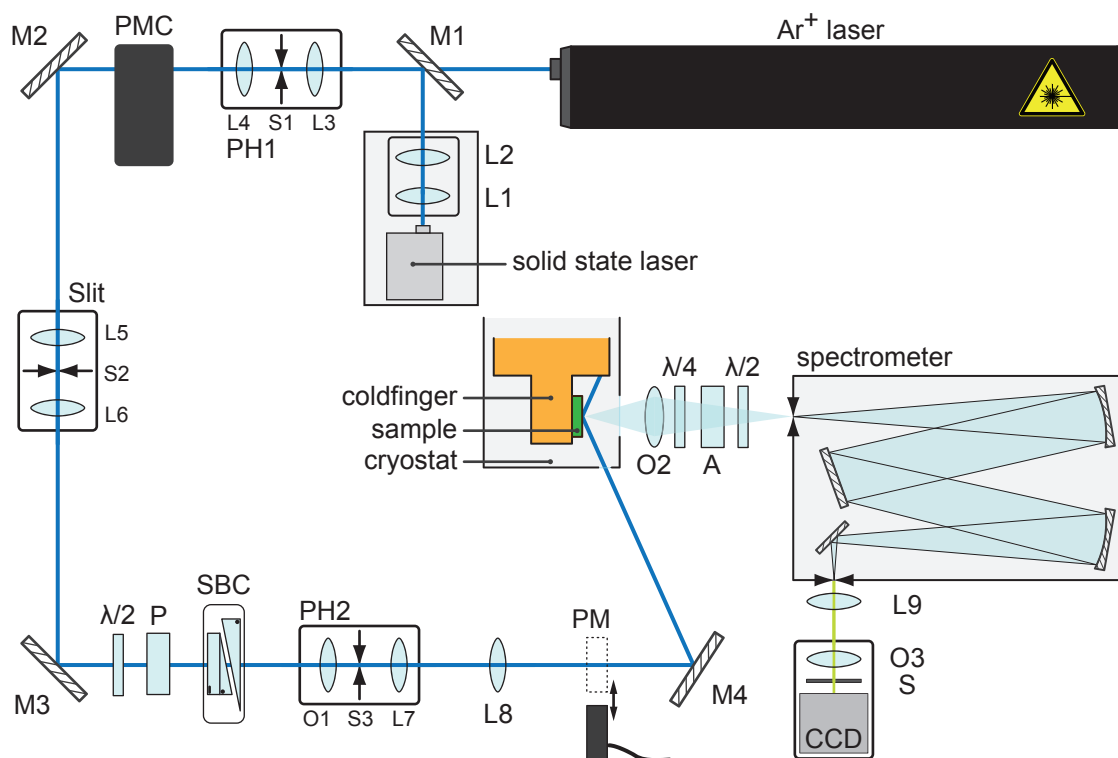 M2
PMC
M1
Ar+ laser
L4
S1
L3
PH1
L2
L1
solid state laser
Slit
L5
S2
L6
coldfinger
sample
cryostat
λ/4
λ/2
O2
A
spectrometer
λ/2
P
SBC
PH2
PM
M3
O1
S3
L7
L8
M4
L9
O3
S
CCD